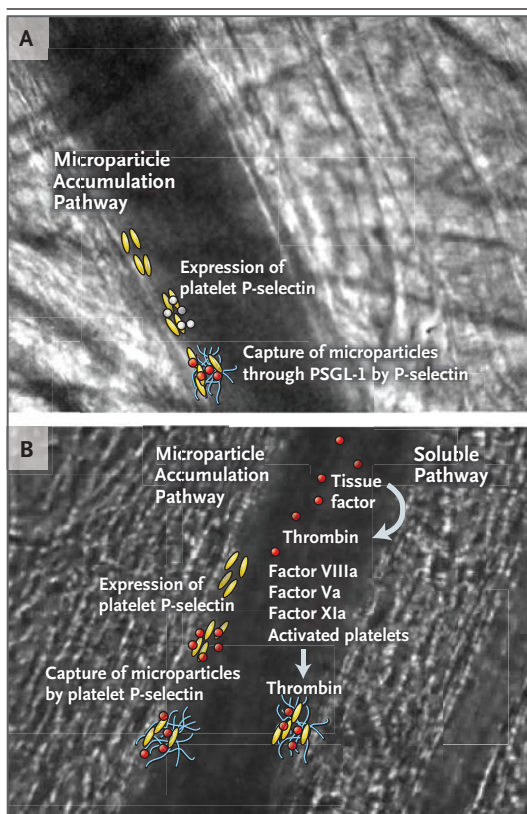 A
Microparticle
Accumulation
Pathway
Expression of
platelet P-selectin
Capture of microparticles
through PSGL-1 by P-selectin
B
Microparticle
Accumulation
Pathway
Soluble
Pathway
Tissue
factor
Thrombin
Expression of
platelet P-selectin
Factor VIIIa
Factor Va
Factor XIa
Activated platelets
Capture of microparticles
by platelet P-selectin
Thrombin